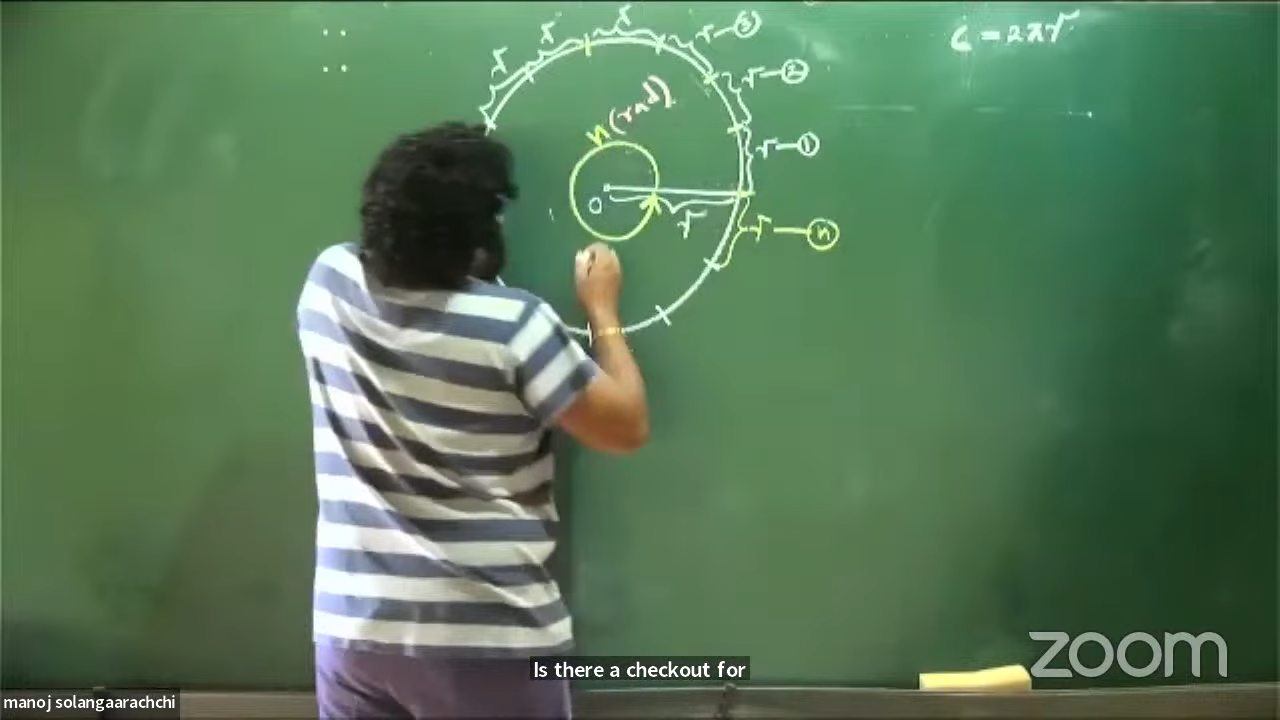 r
r
r
r — ③
r — ②
r — ①
r — ⓝ
n (rad)
O
r
C = 2πr
Is there a checkout for
manoj solangaarachchi
zoom